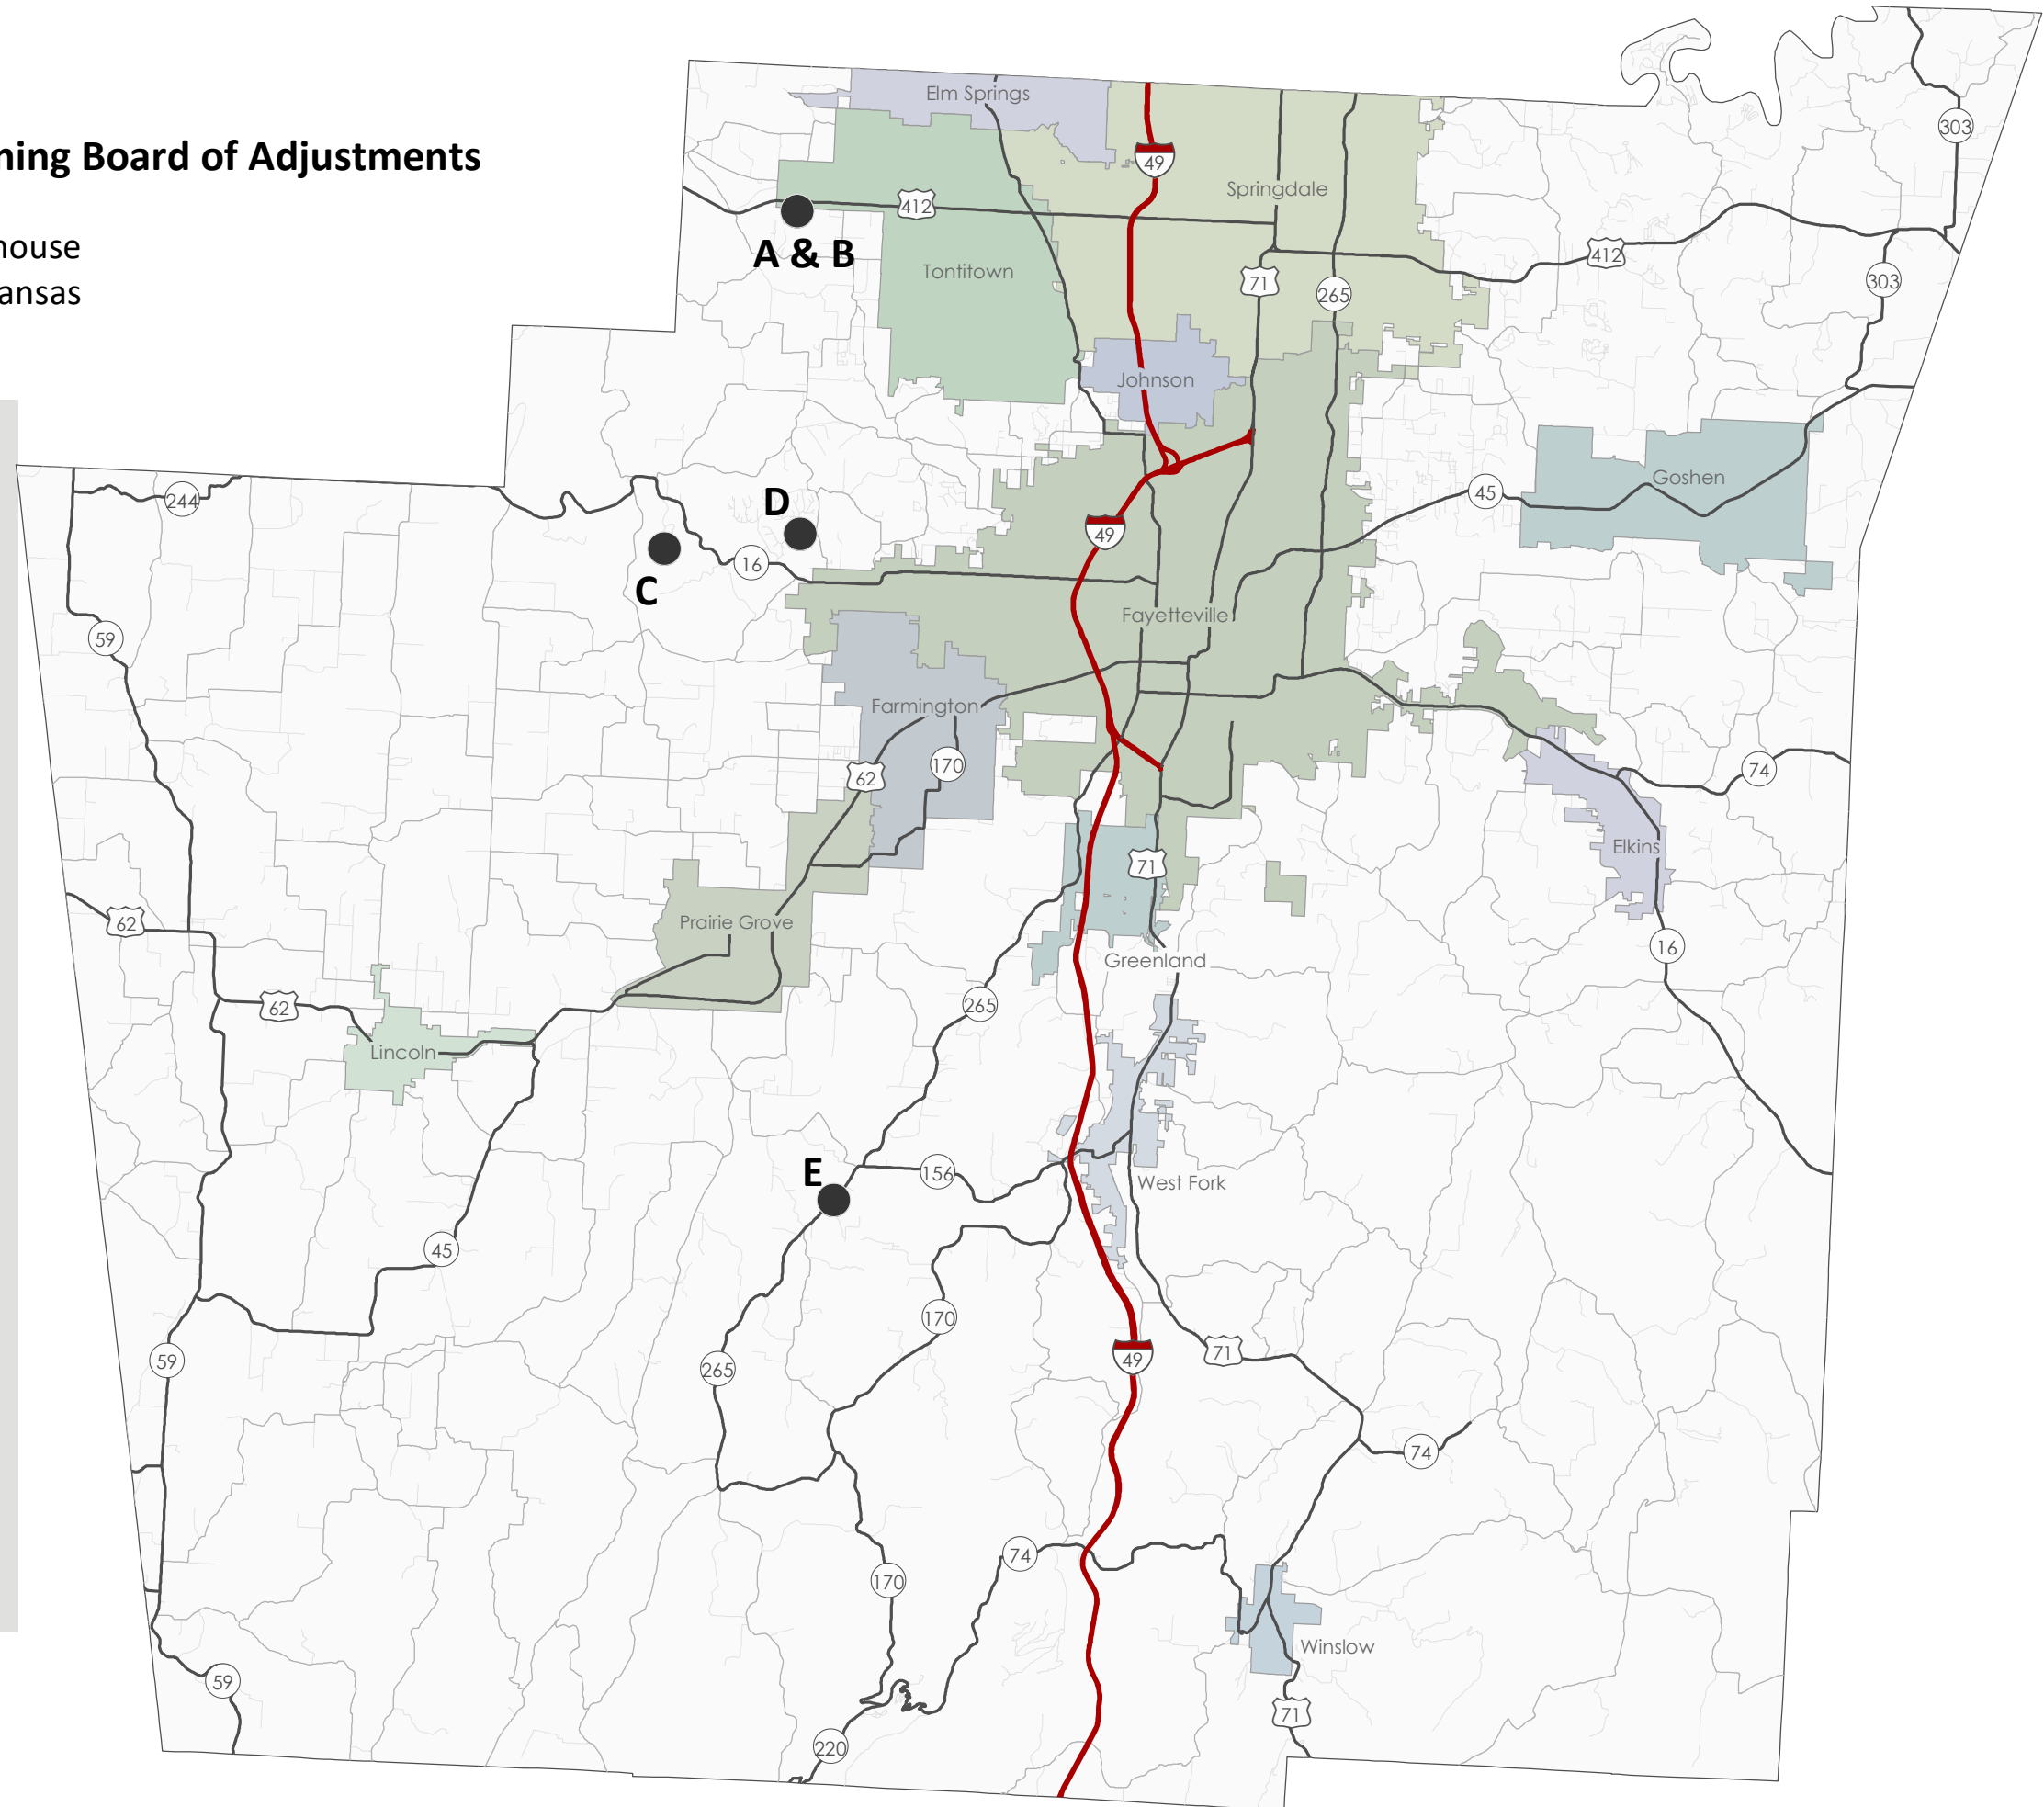 ning Board of Adjustments
house
ansas
Elm Springs
303
49
Springdale
412
A & B
412
Tontitown
71
265
303
Johnson
Goshen
244
D
45
49
C
16
59
Fayetteville
Farmington
170
62
74
Elkins
71
62
Prairie Grove
16
Greenland
62
265
Lincoln
E
156
West Fork
45
170
59
265
49
71
74
74
170
Winslow
59
71
220